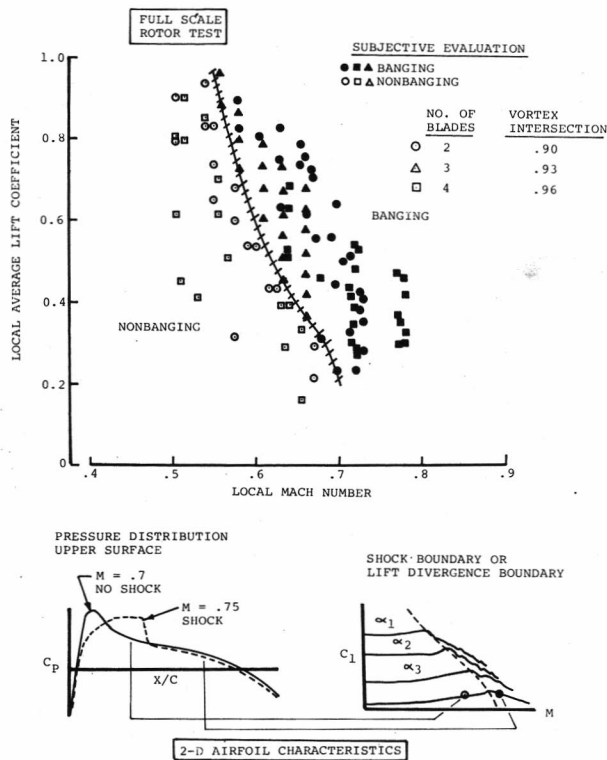 FULL SCALE
ROTOR TEST
SUBJECTIVE EVALUATION
BANGING
NONBANGING
NO. OF BLADES
VORTEX INTERSECTION
2 .90
3 .93
4 .96
LOCAL AVERAGE LIFT COEFFICIENT
1.0
0.8
0.6
0.4
0.2
0
BANGING
NONBANGING
.4 .5 .6 .7 .8 .9
LOCAL MACH NUMBER
PRESSURE DISTRIBUTION
UPPER SURFACE
M = .7
NO SHOCK
M = .75
SHOCK
CP
X/C
SHOCK BOUNDARY OR
LIFT DIVERGENCE BOUNDARY
∝1
∝2
∝3
C1
M
2-D AIRFOIL CHARACTERISTICS